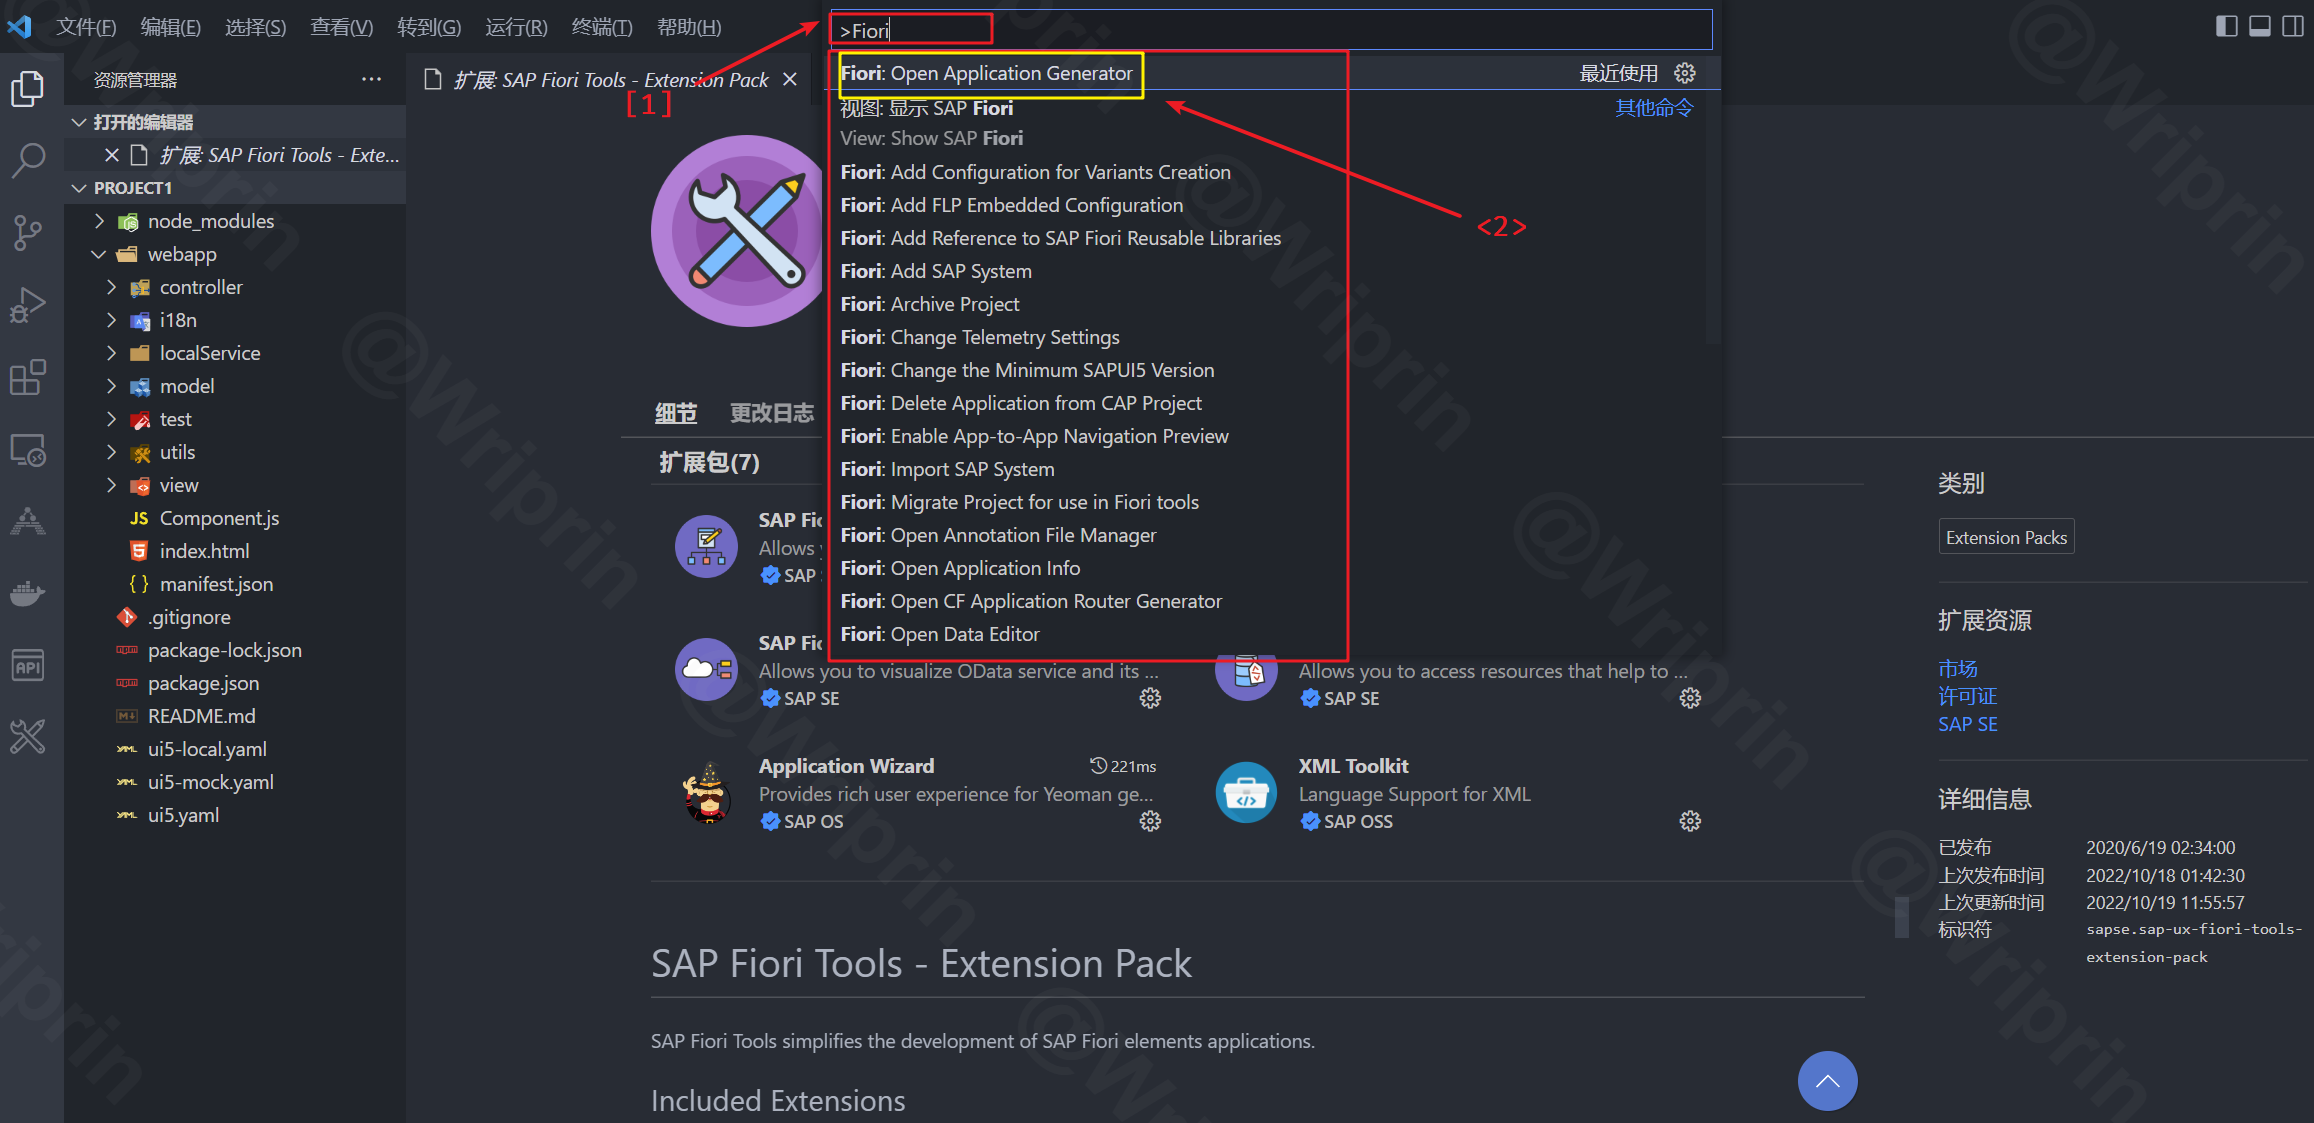 文件(F) 编辑(E) 选择(S) 查看(V) 转到(G) 运行(R) 终端(T) 帮助(H)
>Fiori
资源管理器
扩展: SAP Fiori Tools - Extension Pack
[1]
Fiori: Open Application Generator
最近使用
视图: 显示 SAP Fiori
其他命令
View: Show SAP Fiori
Fiori: Add Configuration for Variants Creation
Fiori: Add FLP Embedded Configuration
<2>
Fiori: Add Reference to SAP Fiori Reusable Libraries
Fiori: Add SAP System
Fiori: Archive Project
Fiori: Change Telemetry Settings
Fiori: Change the Minimum SAPUI5 Version
Fiori: Delete Application from CAP Project
Fiori: Enable App-to-App Navigation Preview
Fiori: Import SAP System
Fiori: Migrate Project for use in Fiori tools
Fiori: Open Annotation File Manager
Fiori: Open Application Info
Fiori: Open CF Application Router Generator
Fiori: Open Data Editor
打开的编辑器
扩展: SAP Fiori Tools - Exte...
PROJECT1
node_modules
webapp
controller
i18n
localService
model
test
utils
view
JS Component.js
index.html
{ } manifest.json
.gitignore
package-lock.json
package.json
README.md
ui5-local.yaml
ui5-mock.yaml
ui5.yaml
API
细节 更改日志
扩展包(7)
SAP Fio
Allows y
SAP
SAP Fio
Allows you to visualize OData service and its ...
SAP SE
Allows you to access resources that help to ...
SAP SE
Application Wizard
221ms
Provides rich user experience for Yeoman ge...
SAP OS
XML Toolkit
Language Support for XML
SAP OSS
SAP Fiori Tools - Extension Pack
SAP Fiori Tools simplifies the development of SAP Fiori elements applications.
Included Extensions
类别
Extension Packs
扩展资源
市场
许可证
SAP SE
详细信息
已发布 2020/6/19 02:34:00
上次发布时间 2022/10/18 01:42:30
上次更新时间 2022/10/19 11:55:57
标识符 sapse.sap-ux-fiori-tools-
extension-pack
@Wriprin
@Wriprin
@Wriprin
@Wriprin
@Wriprin
@Wriprin
@Wriprin